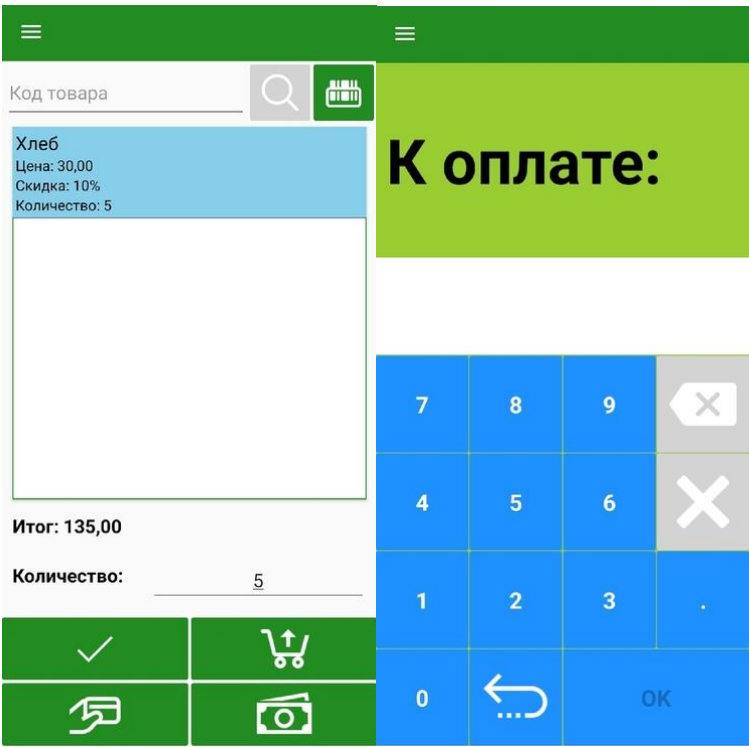 Код товара
Хлеб
Цена: 30,00
Скидка: 10%
Количество: 5
Итог: 135,00
Количество: 5
К оплате:
7 8 9
4 5 6
1 2 3 .
0 OK